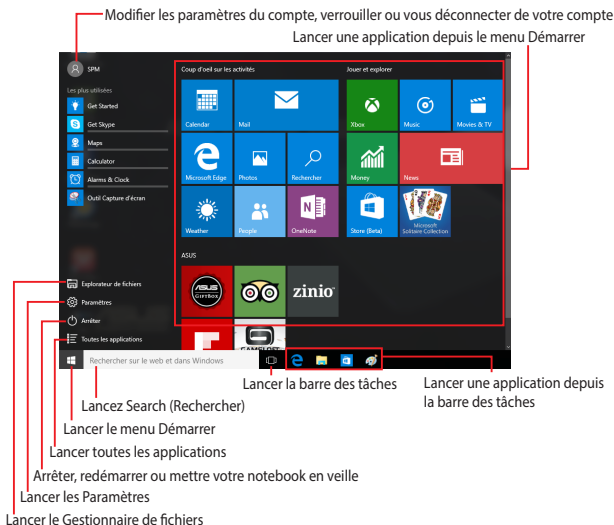 Modifier les paramètres du compte, verrouiller ou vous déconnecter de votre compte
Lancer une application depuis le menu Démarrer
SPM
Les plus utilisées
Get Started
Get Skype
Maps
Calculator
Alarms & Clock
Outil Capture d'écran
Coup d'oeil sur les activités
Jouer et explorer
Calendar
Mail
Xbox
Music
Movies & TV
Microsoft Edge
Photos
Rechercher
Money
News
Weather
People
OneNote
Store (Beta)
Microsoft
Solitaire Collection
ASUS
ASUS
GIFTBOX
zinio
GAMELOFT
Explorateur de fichiers
Paramètres
Arrêter
Toutes les applications
Rechercher sur le web et dans Windows
Lancer la barre des tâches
Lancer une application depuis
la barre des tâches
Lancez Search (Rechercher)
Lancer le menu Démarrer
Lancer toutes les applications
Arrêter, redémarrer ou mettre votre notebook en veille
Lancer les Paramètres
Lancer le Gestionnaire de fichiers